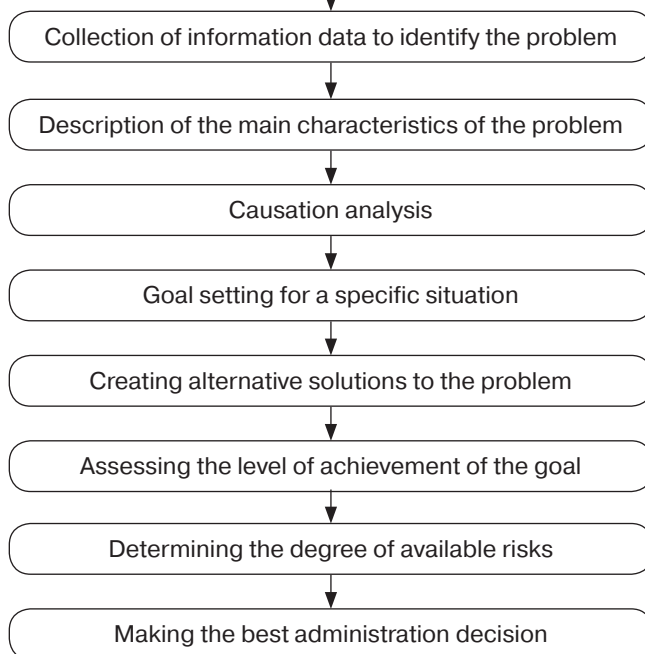 Collection of information data to identify the problem
Description of the main characteristics of the problem
Causation analysis
Goal setting for a specific situation
Creating alternative solutions to the problem
Assessing the level of achievement of the goal
Determining the degree of available risks
Making the best administration decision